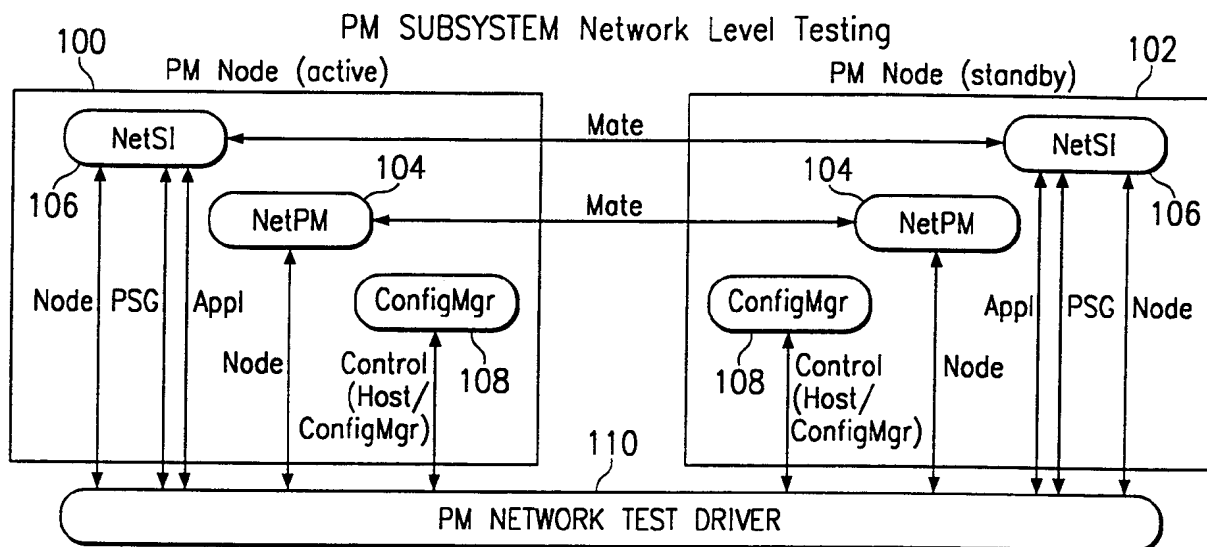 PM SUBSYSTEM Network Level Testing
100
PM Node (active)
PM Node (standby)
102
NetSI
Mate
NetSI
106
104
104
106
NetPM
Mate
NetPM
Node
PSG
Appl
ConfigMgr
ConfigMgr
Appl
PSG
Node
Node
Control
(Host/
ConfigMgr)
108
108
Control
(Host/
ConfigMgr)
Node
110
PM NETWORK TEST DRIVER